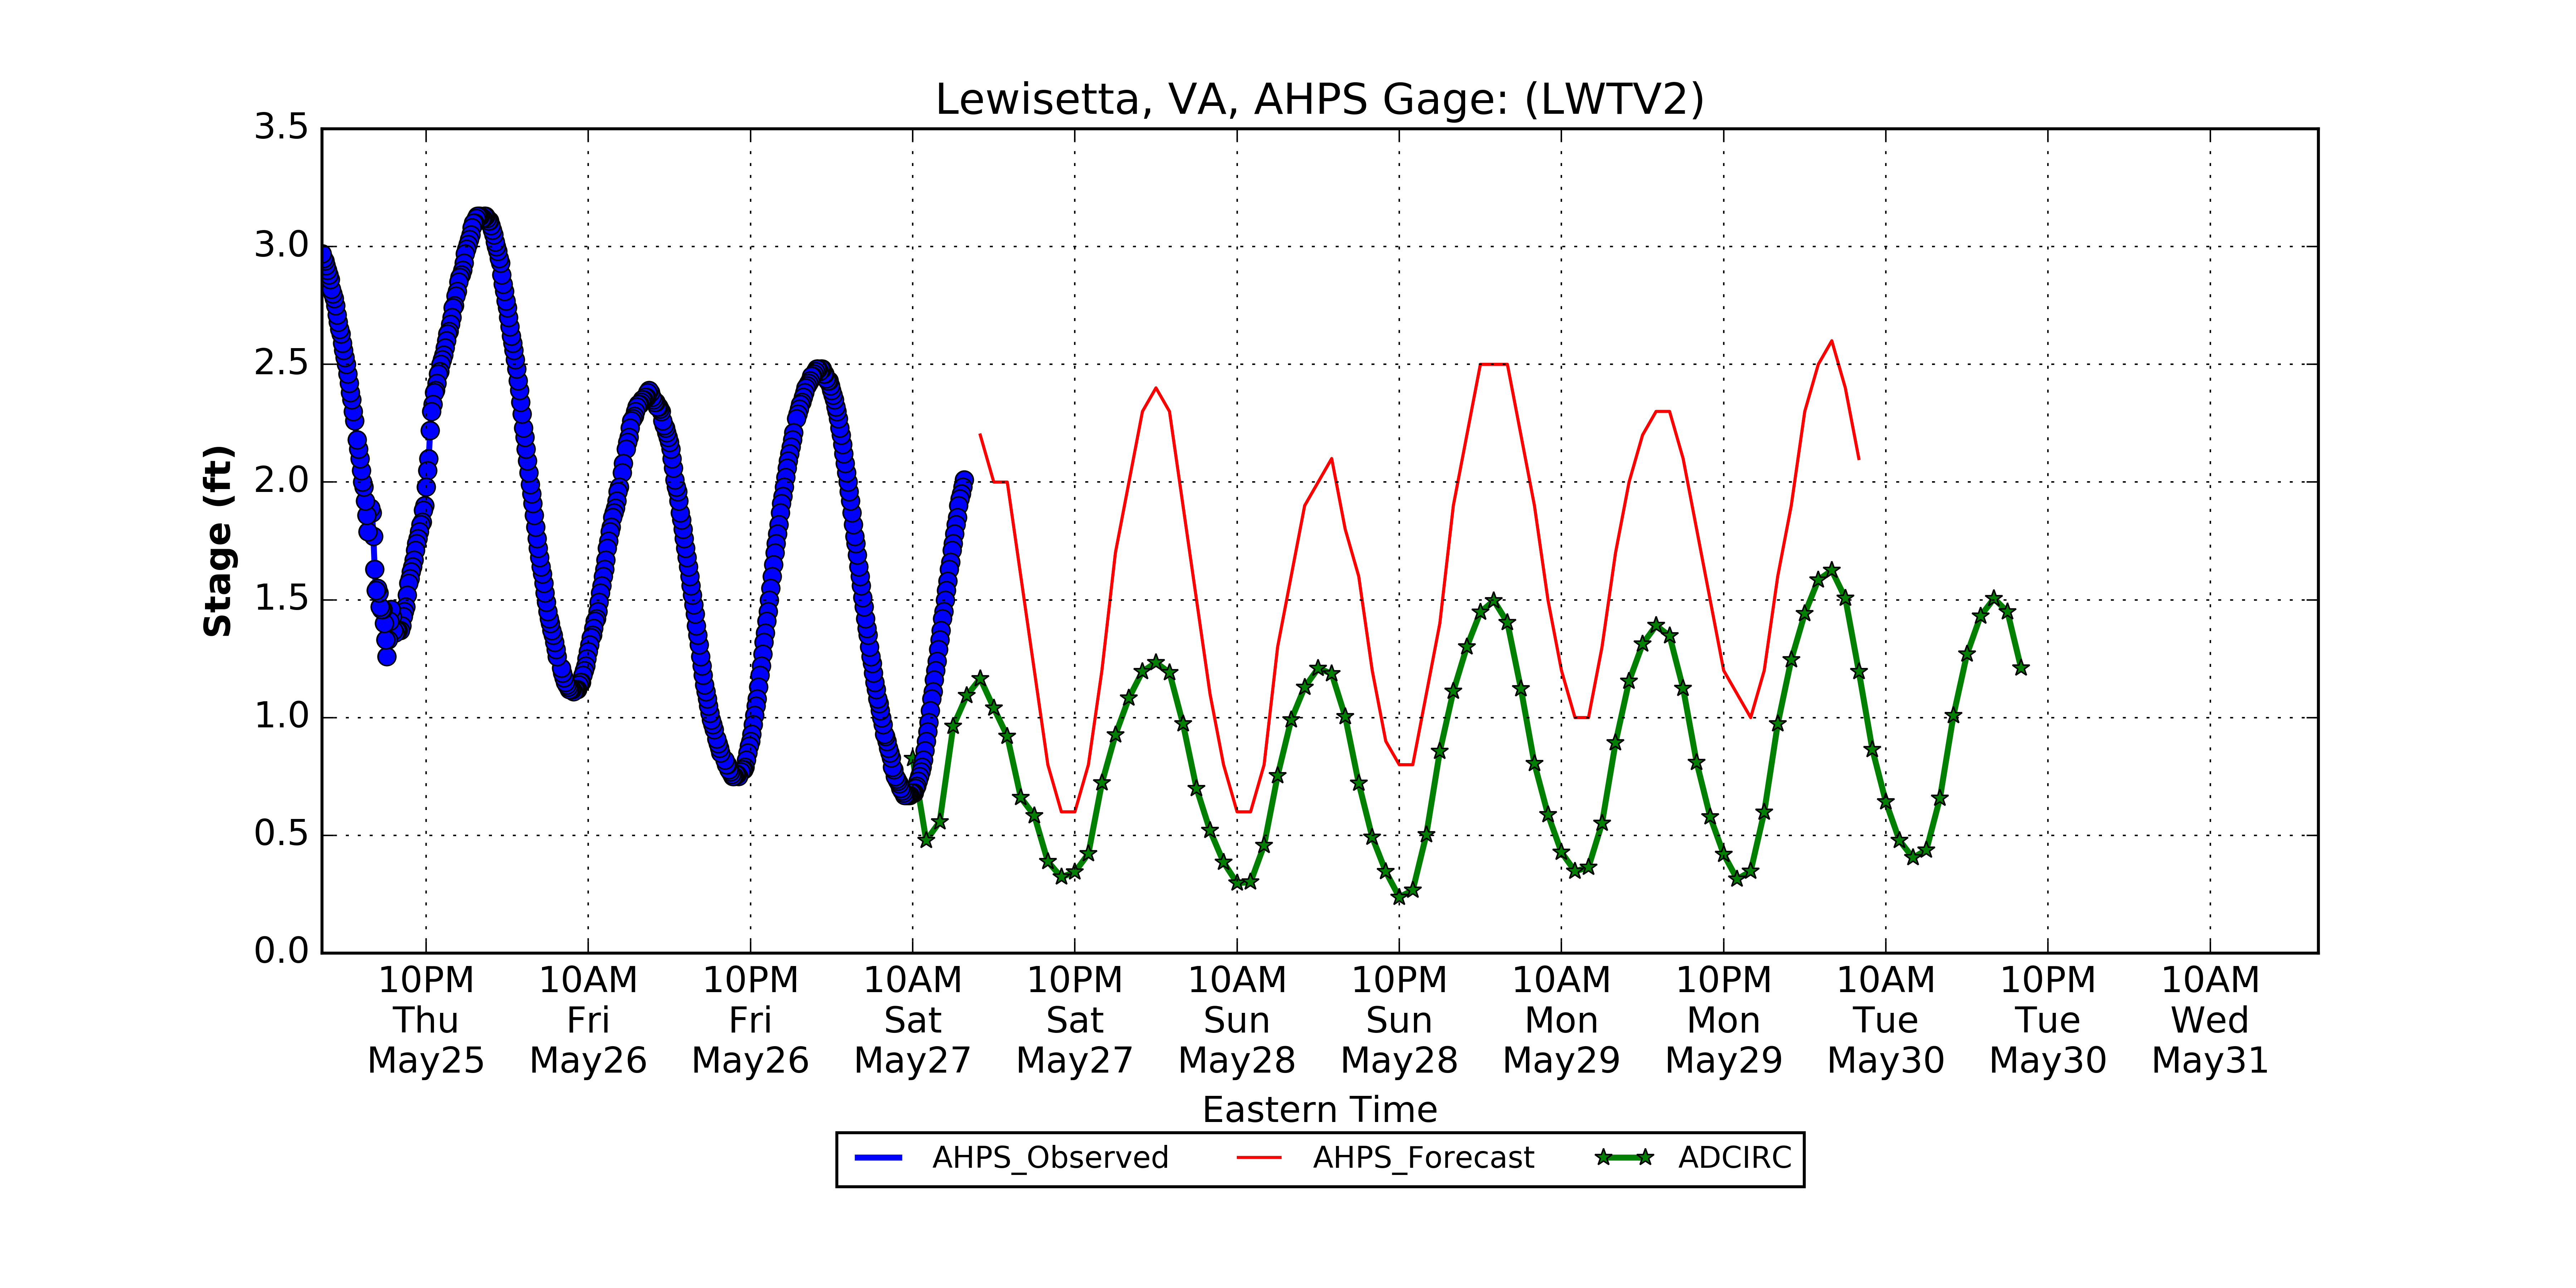 Lewisetta, VA, AHPS Gage: (LWTV2)
3.5
3.0
2.5
2.0
1.5
1.0
0.5
0.0
Stage (ft)
10PM 10AM 10PM 10AM 10PM 10AM 10PM 10AM 10PM 10AM 10PM 10AM
Thu Fri Fri Sat Sat Sun Sun Mon Mon Tue Tue Wed
May25 May26 May26 May27 May27 May28 May28 May29 May29 May30 May30 May31
Eastern Time
AHPS_Observed AHPS_Forecast ADCIRC